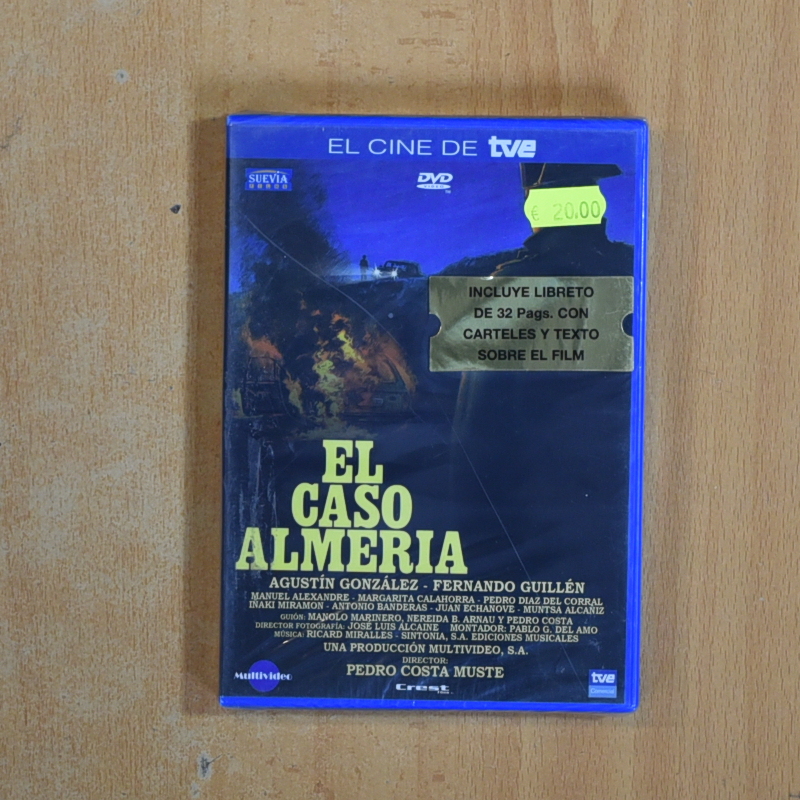 EL CINE DE tve
SUEVIA
DVD
VIDEO
€ 20.00
INCLUYE LIBRETO
DE 32 Pags. CON
CARTELES Y TEXTO
SOBRE EL FILM
EL
CASO
ALMERIA
AGUSTÍN GONZÁLEZ - FERNANDO GUILLÉN
MANUEL ALEXANDRE - MARGARITA CALAHORRA - PEDRO DIAZ DEL CORRAL
IÑAKI MIRAMON - ANTONIO BANDERAS - JUAN ECHANOVE - MUNTSA ALCAÑIZ
GUIÓN: MANOLO MARINERO, NEREIDA B. ARNAU Y PEDRO COSTA
DIRECTOR FOTOGRAFÍA: JOSÉ LUIS ALCAINE MONTADOR: PABLO G. DEL AMO
MÚSICA: RICARD MIRALLES - SINTONIA, S.A. EDICIONES MUSICALES
UNA PRODUCCIÓN MULTIVIDEO, S.A.
DIRECTOR:
PEDRO COSTA MUSTE
Multivideo
Crest
tve
Comercial